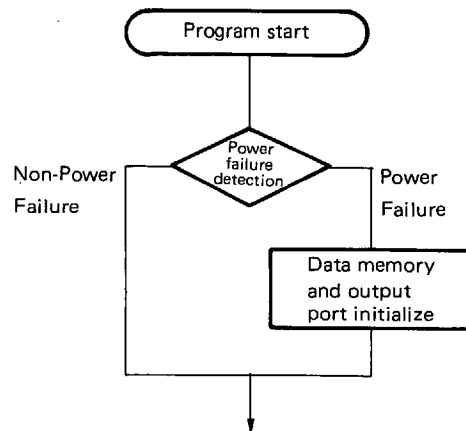 Program start
Power
failure
detection
Non-Power
Failure
Power
Failure
Data memory
and output
port initialize